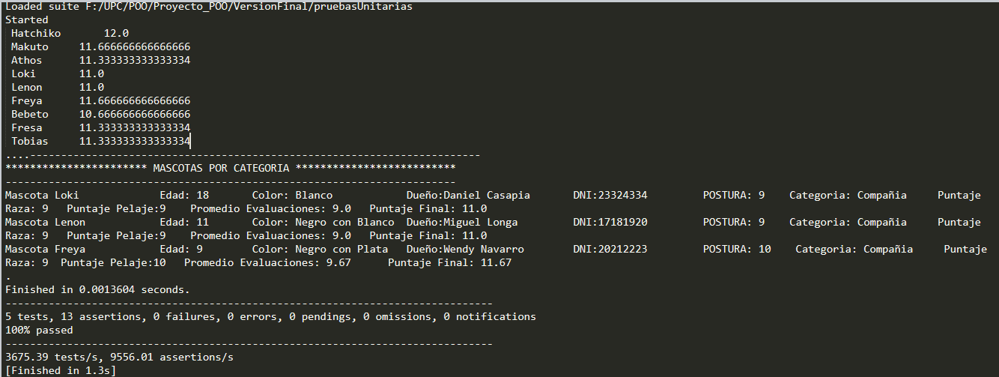 Loaded suite F:/UPC/POO/Proyecto_POO/VersionFinal/pruebasUnitarias
Started
Hatchiko 12.0
Makuto 11.666666666666666
Athos 11.333333333333334
Loki 11.0
Lenon 11.0
Freya 11.666666666666666
Bebeto 10.666666666666666
Fresa 11.333333333333334
Tobias 11.333333333333334
....-------------------------------------------------------------------------
*********************** MASCOTAS POR CATEGORIA **************************
-------------------------------------------------------------------------
Mascota Loki Edad: 18 Color: Blanco Dueño:Daniel Casapia DNI:23324334 POSTURA: 9 Categoria: Compañia Puntaje
Raza: 9 Puntaje Pelaje:9 Promedio Evaluaciones: 9.0 Puntaje Final: 11.0
Mascota Lenon Edad: 11 Color: Negro con Blanco Dueño:Miguel Longa DNI:17181920 POSTURA: 9 Categoria: Compañia Puntaje
Raza: 9 Puntaje Pelaje:9 Promedio Evaluaciones: 9.0 Puntaje Final: 11.0
Mascota Freya Edad: 9 Color: Negro con Plata Dueño:Wendy Navarro DNI:20212223 POSTURA: 10 Categoria: Compañia Puntaje
Raza: 9 Puntaje Pelaje:10 Promedio Evaluaciones: 9.67 Puntaje Final: 11.67
.
Finished in 0.0013604 seconds.
-------------------------------------------------------------------------------
5 tests, 13 assertions, 0 failures, 0 errors, 0 pendings, 0 omissions, 0 notifications
100% passed
-------------------------------------------------------------------------------
3675.39 tests/s, 9556.01 assertions/s
[Finished in 1.3s]